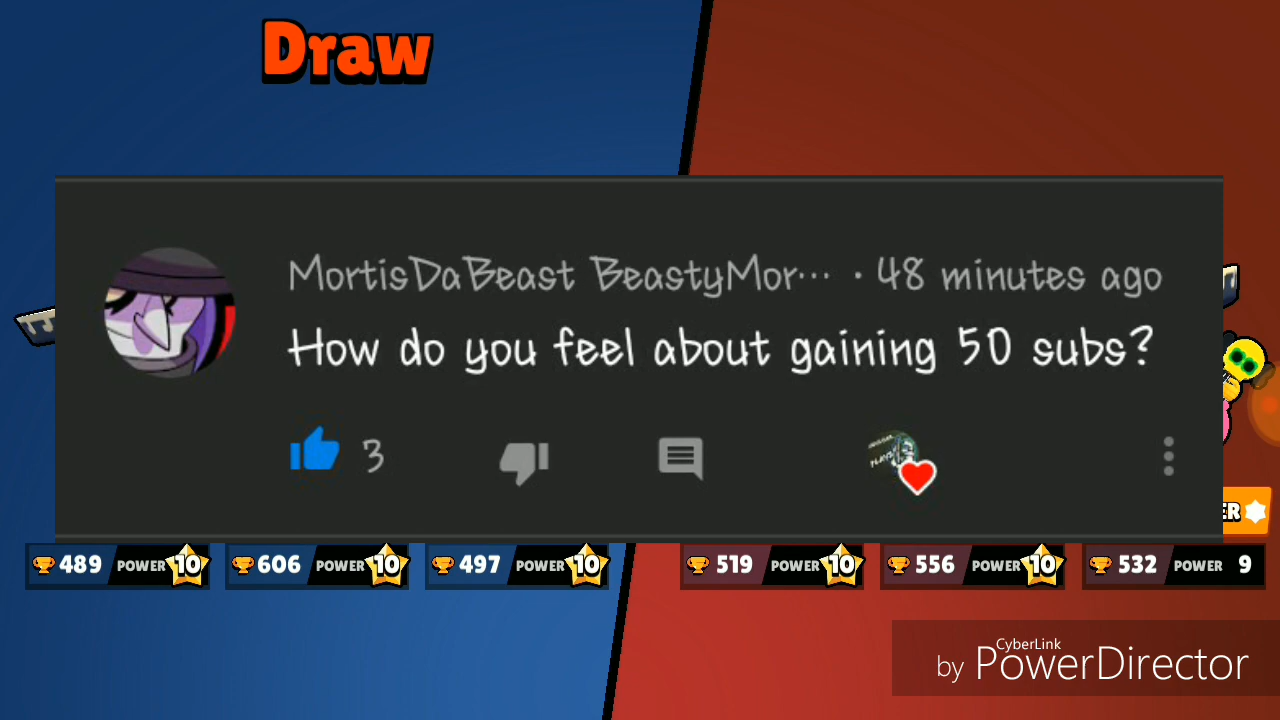 Draw
MortisDaBeast BeastyMor... · 48 minutes ago
How do you feel about gaining 50 subs?
3
ER
489 POWER 10 606 POWER 10 497 POWER 10 519 POWER 10 556 POWER 10 532 POWER 9
CyberLink
by PowerDirector